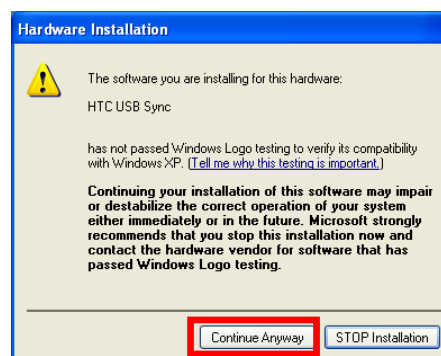 Hardware Installation
The software you are installing for this hardware:
HTC USB Sync
has not passed Windows Logo testing to verify its compatibility
with Windows XP. (Tell me why this testing is important.)
Continuing your installation of this software may impair
or destabilize the correct operation of your system
either immediately or in the future. Microsoft strongly
recommends that you stop this installation now and
contact the hardware vendor for software that has
passed Windows Logo testing.
Continue Anyway STOP Installation